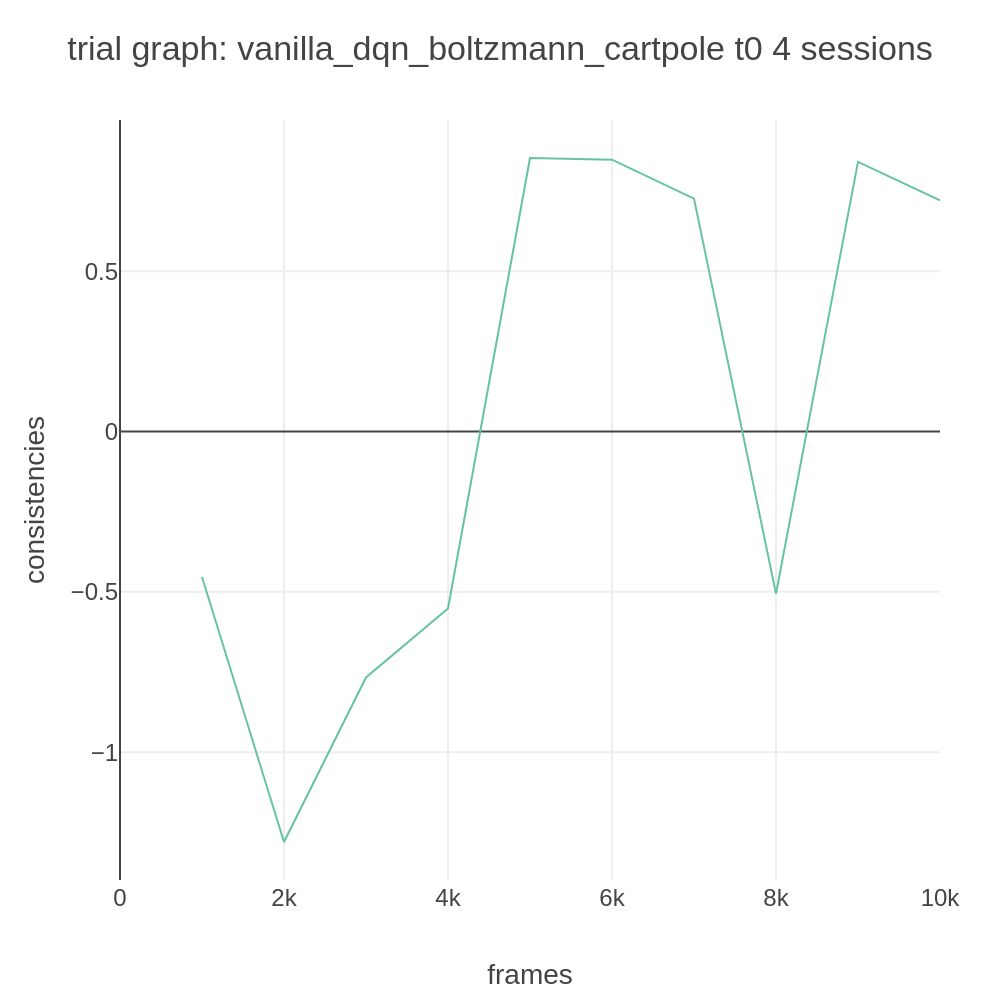 trial graph: vanilla_dqn_boltzmann_cartpole t0 4 sessions
consistencies
0.5
0
−0.5
−1
0
2k
4k
6k
8k
10k
frames